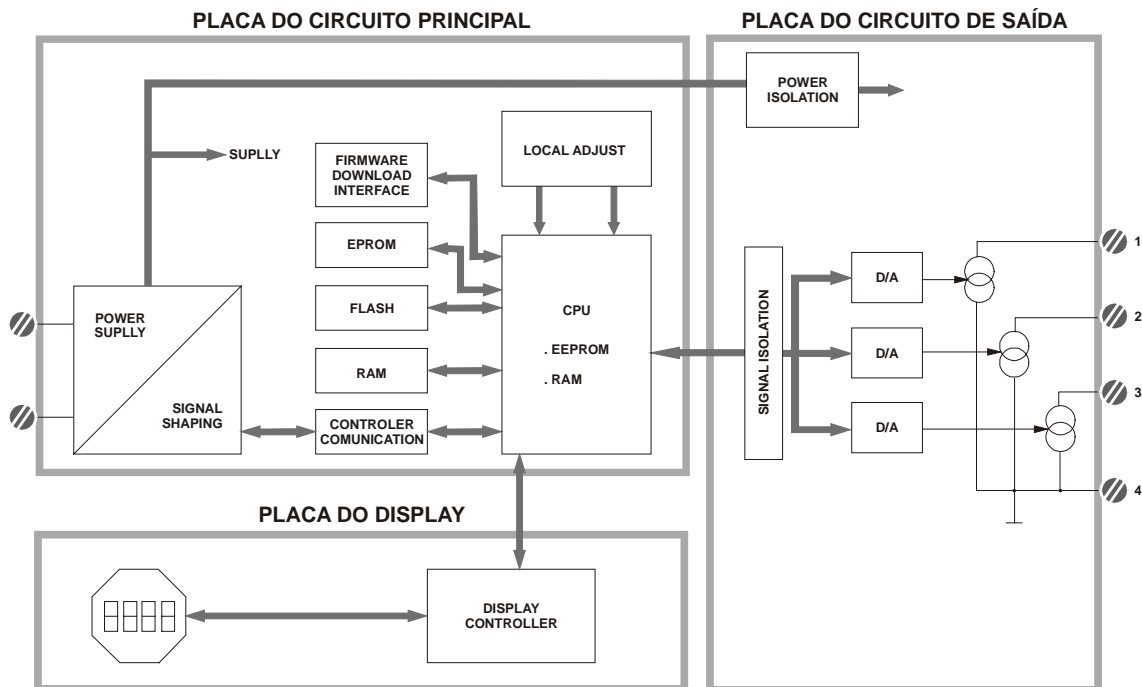 PLACA DO CIRCUITO PRINCIPAL
PLACA DO CIRCUITO DE SAÍDA
POWER
ISOLATION
SUPLLY
FIRMWARE
DOWNLOAD
INTERFACE
LOCAL ADJUST
EPROM
FLASH
RAM
CONTROLER
COMUNICATION
POWER
SUPLLY
SIGNAL
SHAPING
CPU
. EEPROM
. RAM
SIGNAL ISOLATION
D/A
D/A
D/A
1
2
3
4
PLACA DO DISPLAY
DISPLAY
CONTROLLER